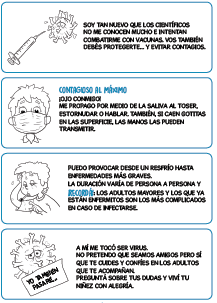 SOY TAN NUEVO QUE LOS CIENTÍFICOS
NO ME CONOCEN MUCHO E INTENTAN
COMBATIRME CON VACUNAS. VOS TAMBIÉN
DEBÉS PROTEGERTE... Y EVITAR CONTAGIOS.
CONTAGIOSO AL MÁXIMO
¡OJO CONMIGO!
ME PROPAGO POR MEDIO DE LA SALIVA AL TOSER,
ESTORNUDAR O HABLAR. TAMBIÉN, SI CAEN GOTITAS
EN LAS SUPERFICIE, LAS MANOS LAS PUEDEN
TRANSMITIR.
PUEDO PROVOCAR DESDE UN RESFRÍO HASTA
ENFERMEDADES MÁS GRAVES.
LA DURACIÓN VARÍA DE PERSONA A PERSONA Y
RECORDÁ: LOS ADULTOS MAYORES Y LOS QUE YA
ESTÁN ENFERMITOS SON LOS MÁS COMPLICADOS
EN CASO DE INFECTARSE.
YO TAMBIÉN
PASARÉ...
A MÍ ME TOCÓ SER VIRUS.
NO PRETENDO QUE SEAMOS AMIGOS PERO SÍ
QUE TE CUIDES Y CONFÍES EN LOS ADULTOS
QUE TE ACOMPAÑAN.
PREGUNTÁ SOBRE TUS DUDAS Y VIVÍ TU
NIÑEZ CON ALEGRÍA.